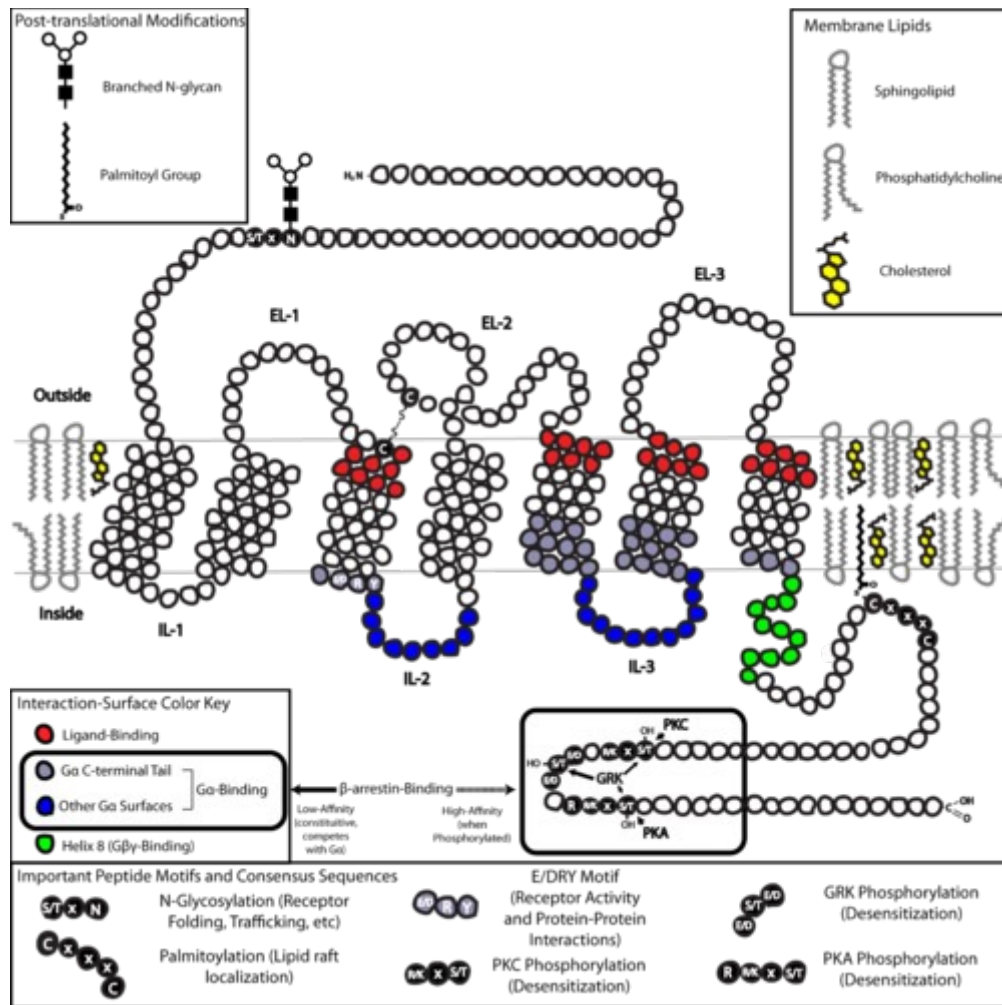 Post-translational Modifications
Branched N-glycan
Palmitoyl Group
S
O
Membrane Lipids
Sphingolipid
Phosphatidylcholine
Cholesterol
H₂N
S/T X N
EL-1
EL-2
EL-3
C
C
Outside
Inside
E/D R Y
IL-1
IL-2
IL-3
S
O
C X X X C
Interaction-Surface Color Key
Ligand-Binding
Gα C-terminal Tail
Other Gα Surfaces
Gα-Binding
Helix 8 (Gβγ-Binding)
β-arrestin-Binding
Low-Affinity
(constitutive,
competes
with Gα)
High-Affinity
(when
Phosphorylated)
PKC
OH
HO
S/T
E/D
R/K X S/T
GRK
E/D
R R/K X S/T
OH
PKA
C
OH
O
Important Peptide Motifs and Consensus Sequences
S/T X N
N-Glycosylation (Receptor
Folding, Trafficking, etc)
C X X X C
Palmitoylation (Lipid raft
localization)
E/DRY Motif
(Receptor Activity
and Protein-Protein
Interactions)
E/D R Y
R/K X S/T
PKC Phosphorylation
(Desensitization)
E/D S/T E/D
GRK Phosphorylation
(Desensitization)
R R/K X S/T
PKA Phosphorylation
(Desensitization)